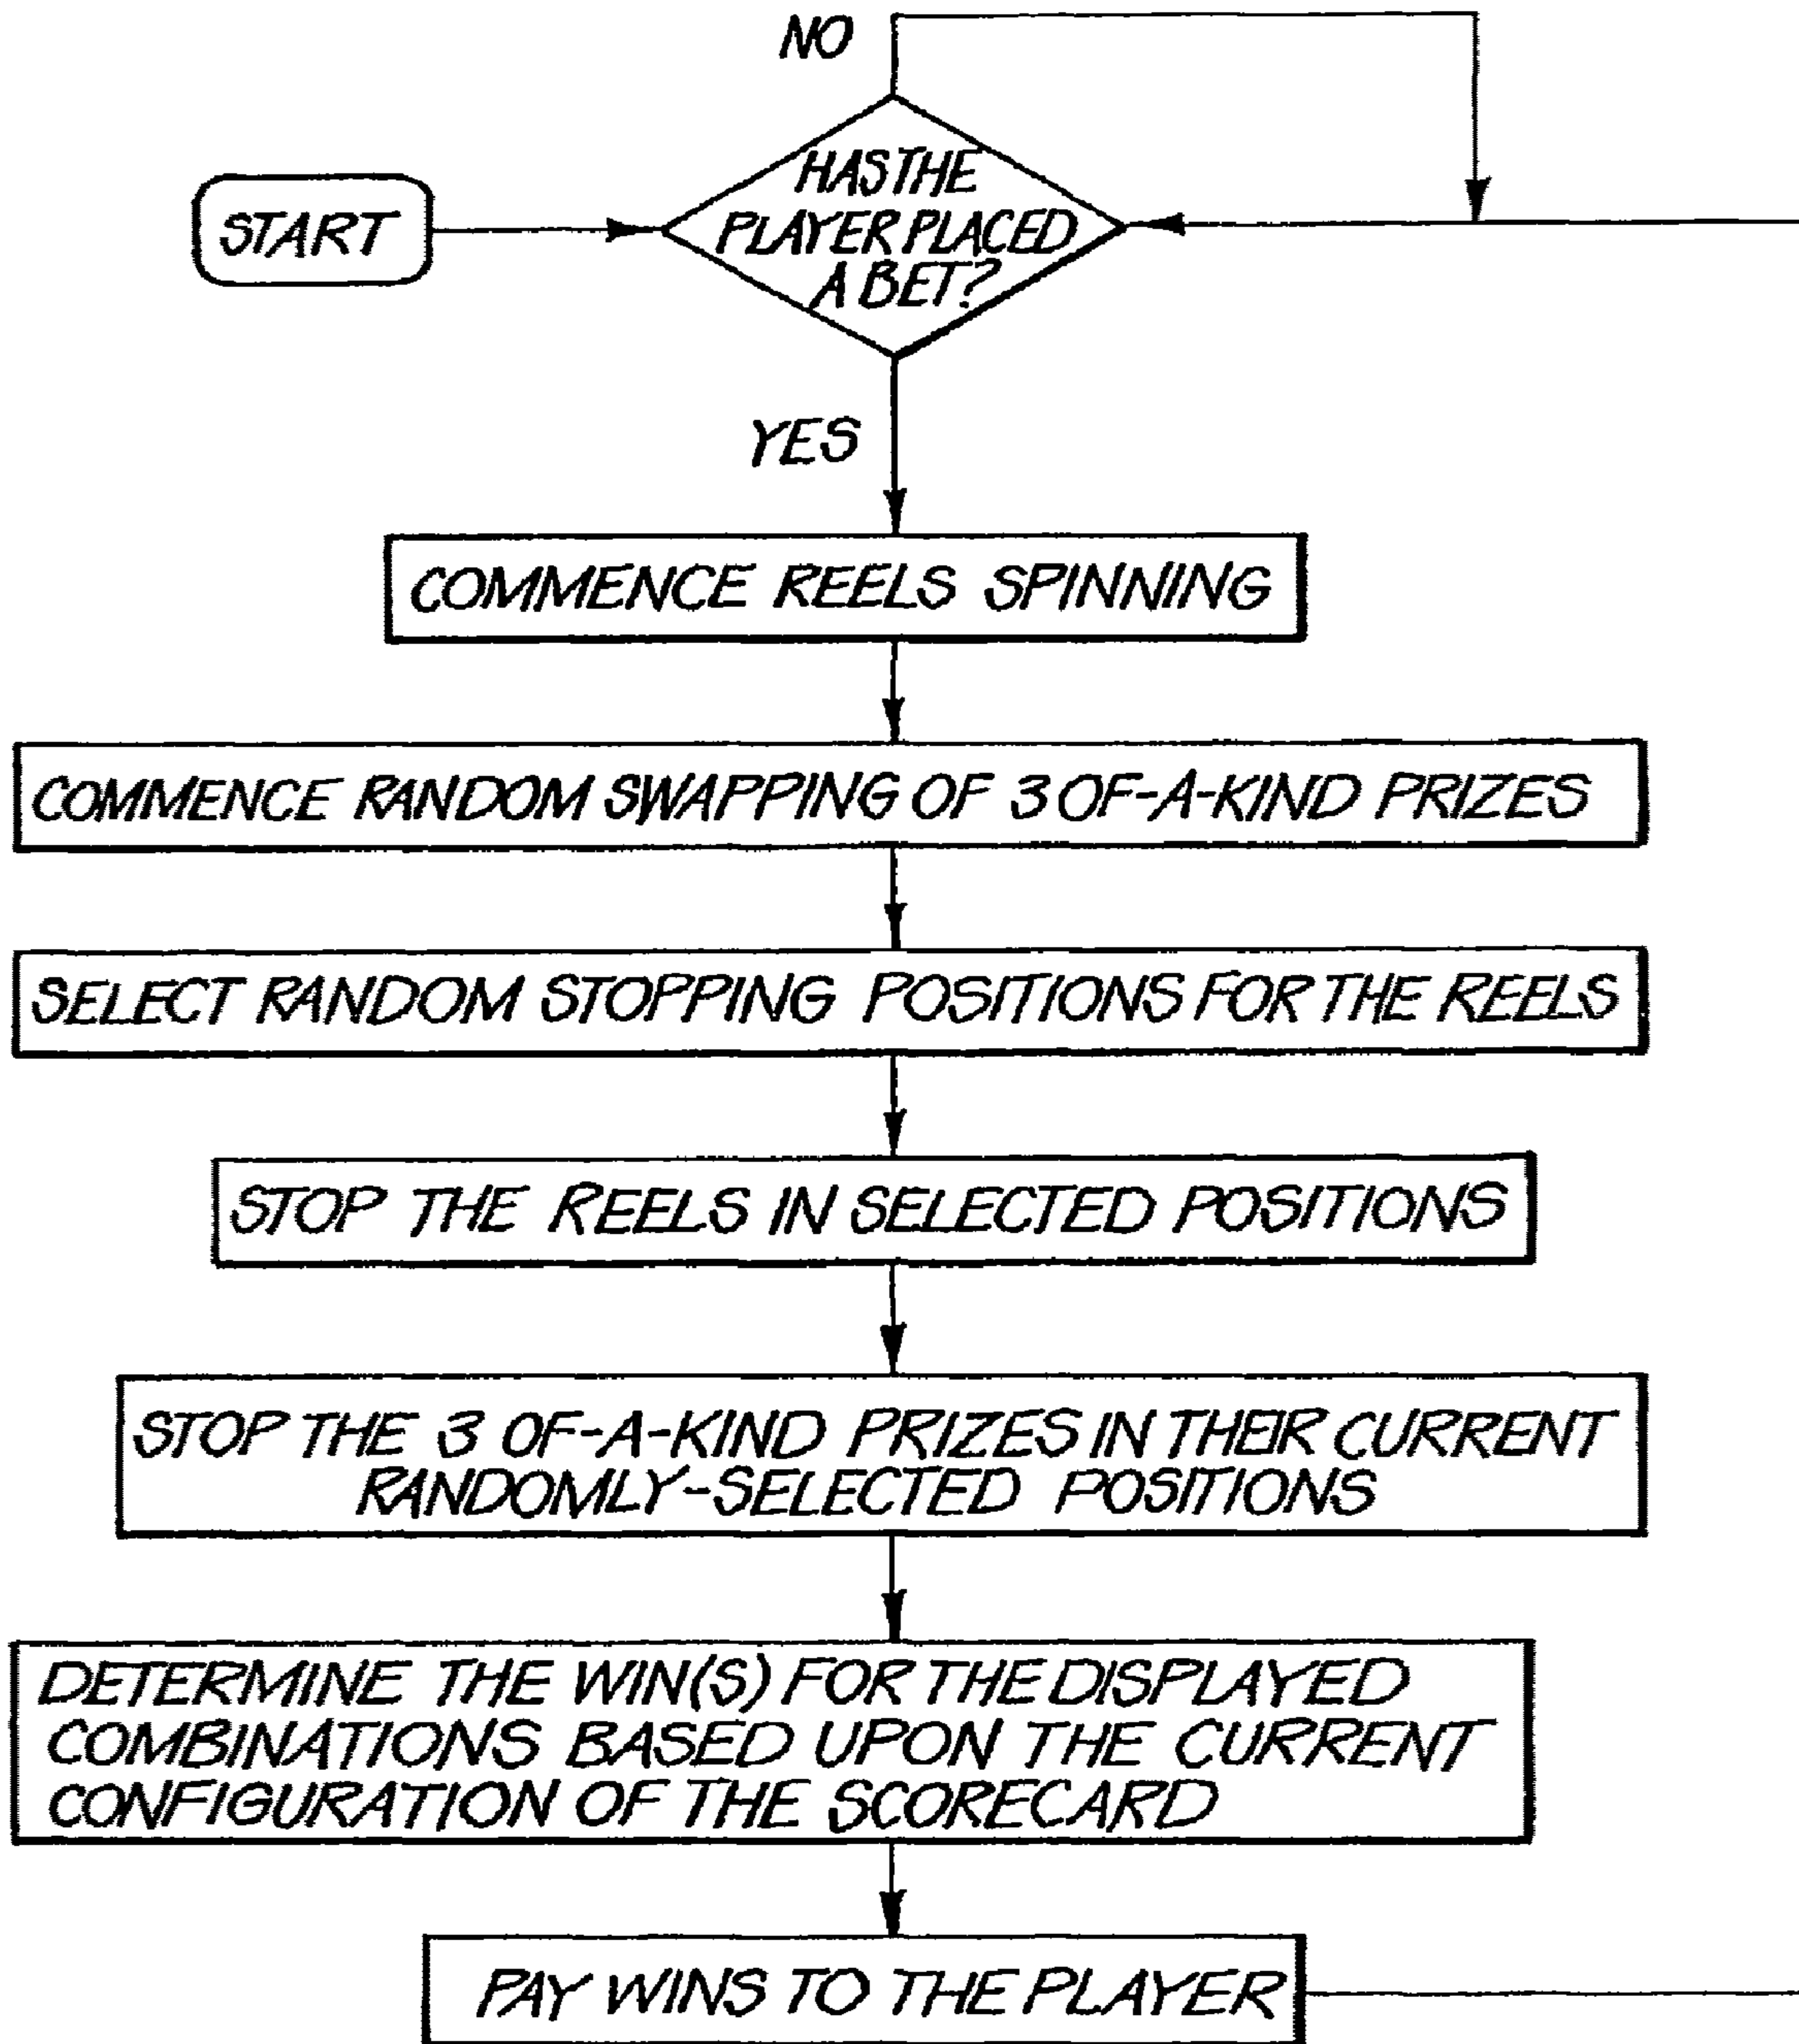 NO
START
HAS THE
PLAYER PLACED
A BET?
YES
COMMENCE REELS SPINNING
COMMENCE RANDOM SWAPPING OF 3 OF-A-KIND PRIZES
SELECT RANDOM STOPPING POSITIONS FOR THE REELS
STOP THE REELS IN SELECTED POSITIONS
STOP THE 3 OF-A-KIND PRIZES IN THEIR CURRENT
RANDOMLY-SELECTED POSITIONS
DETERMINE THE WIN(S) FOR THE DISPLAYED
COMBINATIONS BASED UPON THE CURRENT
CONFIGURATION OF THE SCORECARD
PAY WINS TO THE PLAYER